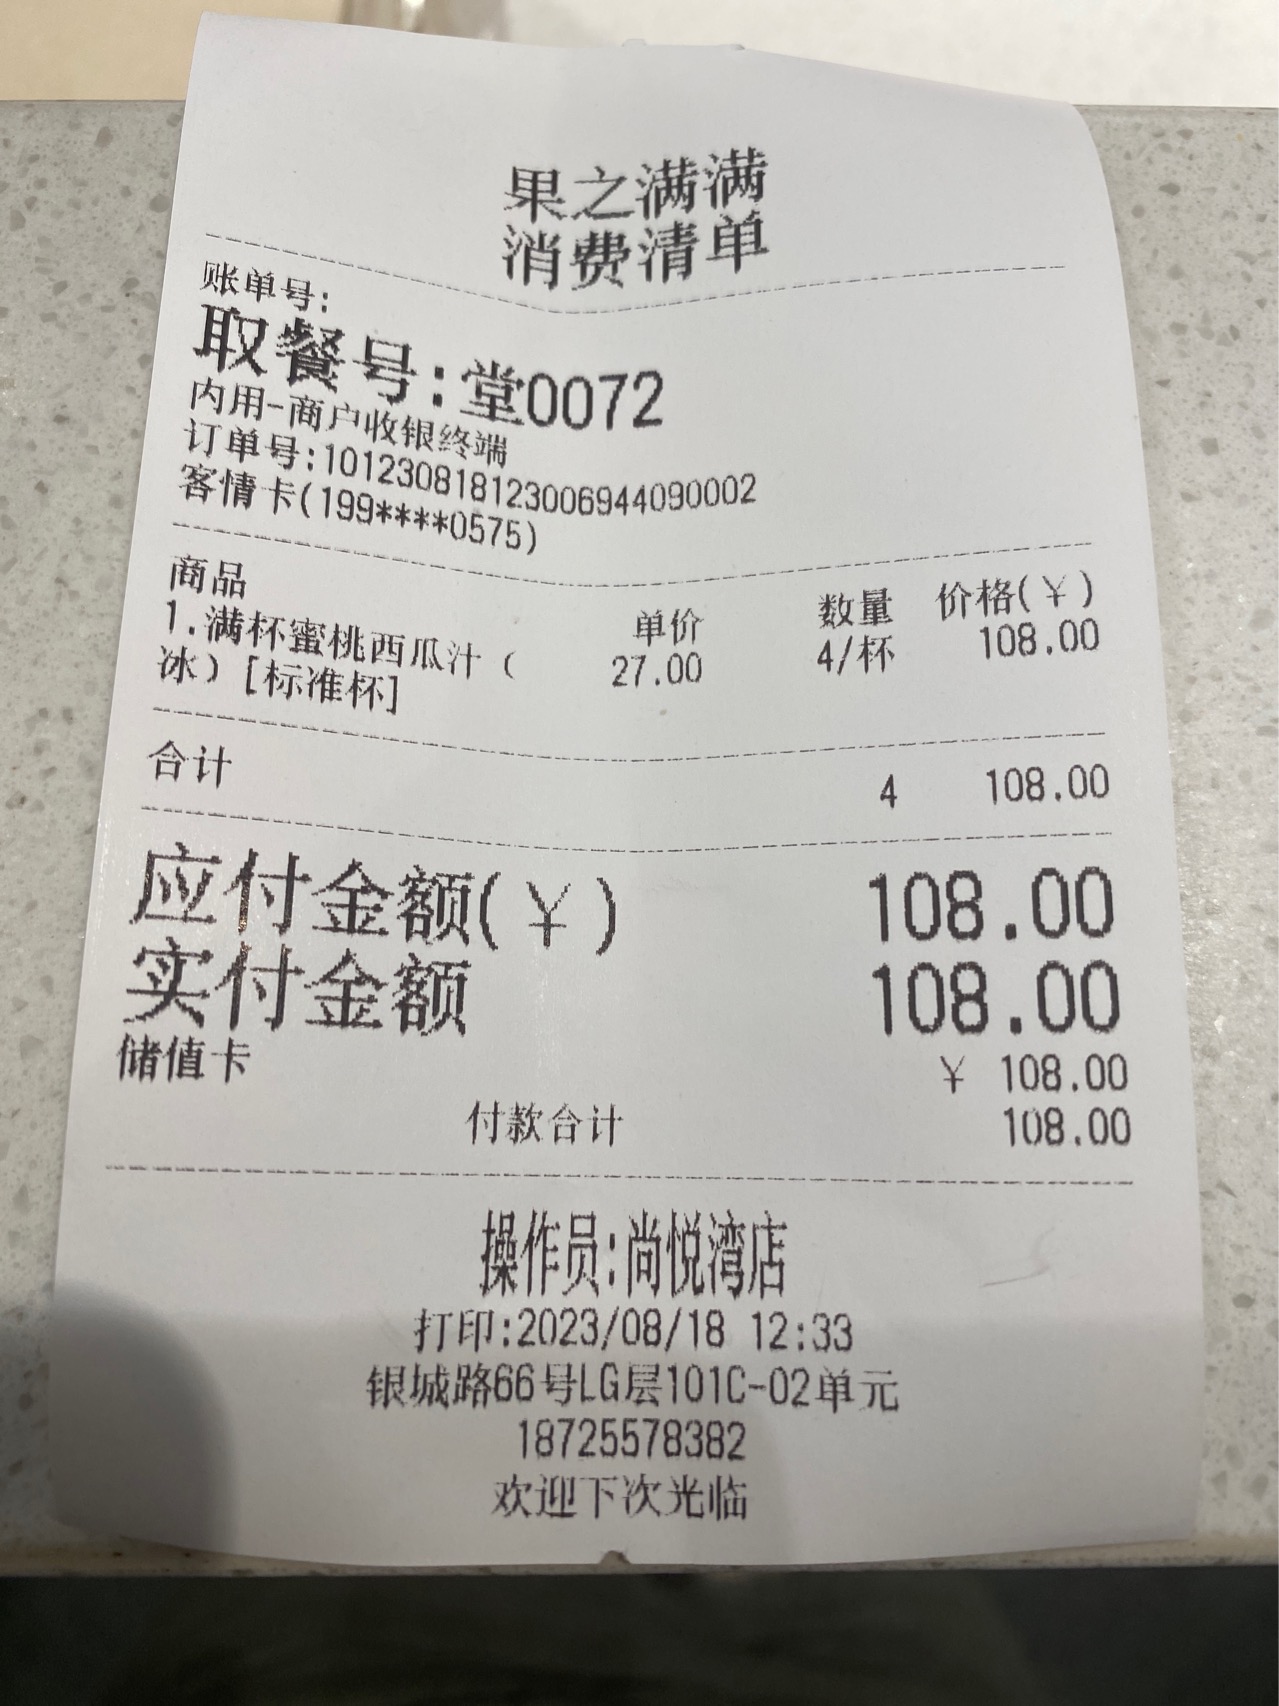 果之满满
消费清单
账单号:
取餐号:堂0072
内用-商户收银终端
订单号:10123081812300694409​0002
客情卡(199****0575)
商品 单价 数量 价格(¥)
1.满杯蜜桃西瓜汁( 27.00 4/杯 108.00
冰)[标准杯]
合计 4 108.00
应付金额(¥) 108.00
实付金额 108.00
储值卡 ¥ 108.00
付款合计 108.00
操作员:尚悦湾店
打印:2023/08/18 12:33
银城路66号LG层101C-02单元
18725578382
欢迎下次光临